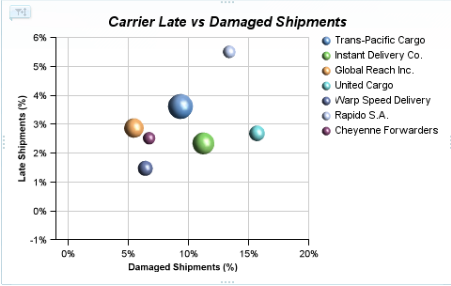 Carrier Late vs Damaged Shipments
6%
5%
4%
3%
2%
1%
0%
-1%
Late Shipments (%)
0%
5%
10%
15%
20%
Damaged Shipments (%)
Trans-Pacific Cargo
Instant Delivery Co.
Global Reach Inc.
United Cargo
Warp Speed Delivery
Rapido S.A.
Cheyenne Forwarders